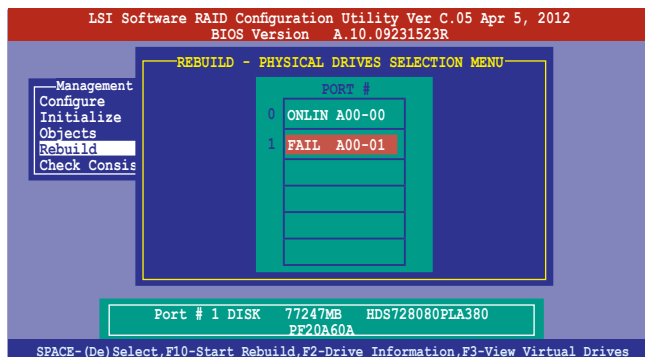 LSI Software RAID Configuration Utility Ver C.05 Apr 5, 2012
BIOS Version A.10.09231523R
REBUILD - PHYSICAL DRIVES SELECTION MENU
Management
Configure
Initialize
Objects
Rebuild
Check Consis
PORT #
0 ONLIN A00-00
1 FAIL A00-01
Port # 1 DISK 77247MB HDS728080PLA380
PF20A60A
SPACE-(De)Select,F10-Start Rebuild,F2-Drive Information,F3-View Virtual Drives